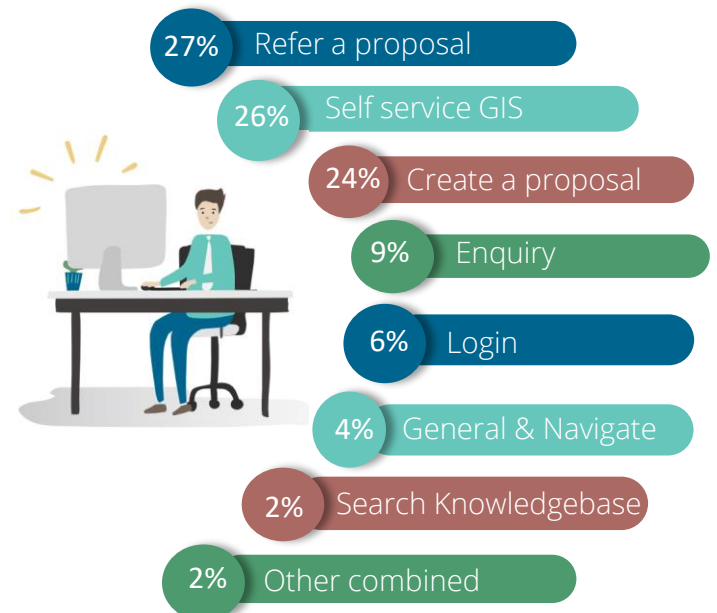 27% Refer a proposal
26% Self service GIS
24% Create a proposal
9% Enquiry
6% Login
4% General & Navigate
2% Search Knowledgebase
2% Other combined